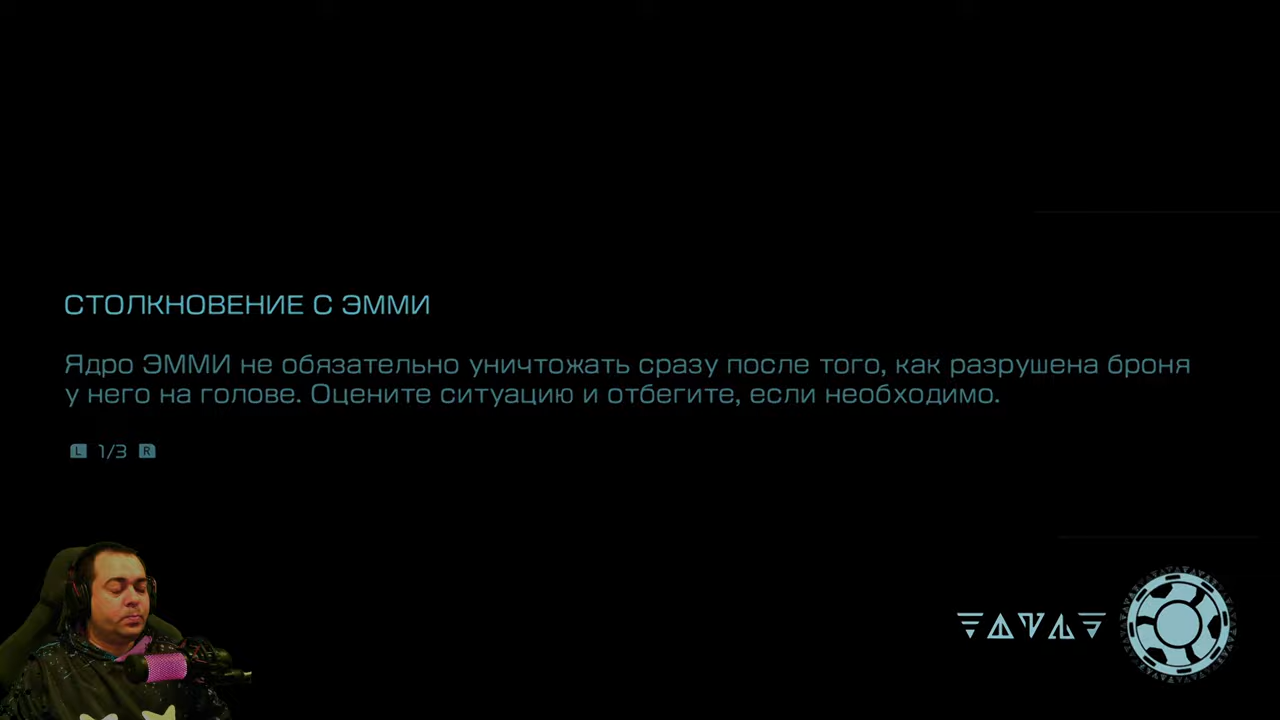 СТОЛКНОВЕНИЕ С ЭММИ
Ядро ЭММИ не обязательно уничтожать сразу после того, как разрушена броня
у него на голове. Оцените ситуацию и отбегите, если необходимо.
L 1/3 R